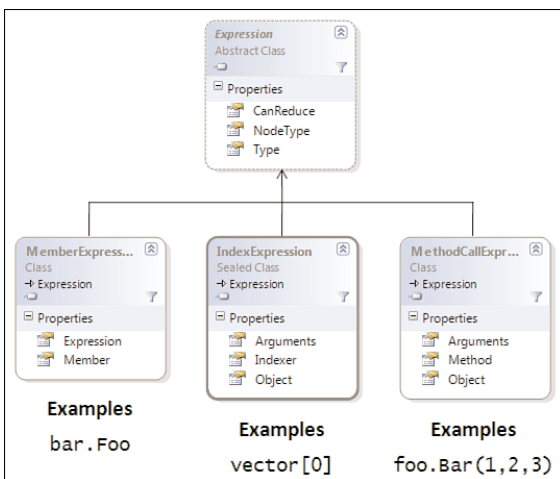 Expression
Abstract Class
Properties
CanReduce
NodeType
Type
MemberExpress...
Class
Expression
Properties
Expression
Member
Examples
bar.Foo
IndexExpression
Sealed Class
Expression
Properties
Arguments
Indexer
Object
Examples
vector[0]
MethodCallExpr...
Class
Expression
Properties
Arguments
Method
Object
Examples
foo.Bar(1,2,3)